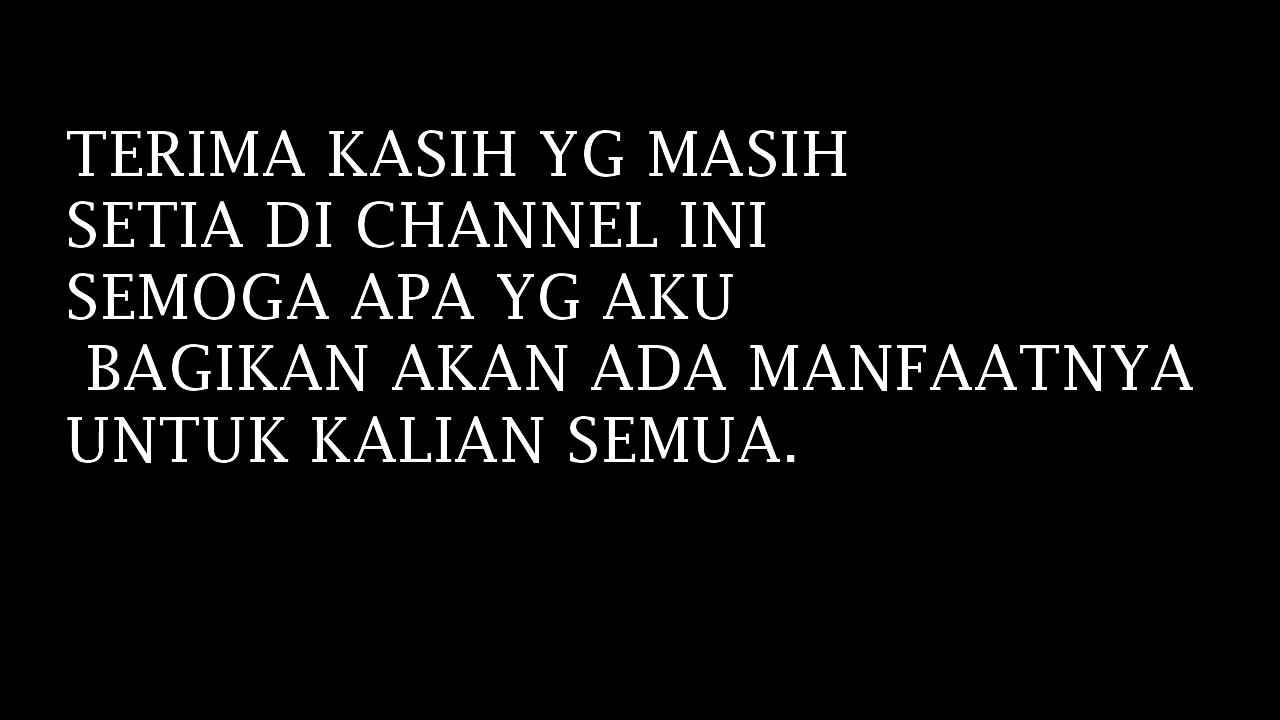 TERIMA KASIH YG MASIH
SETIA DI CHANNEL INI
SEMOGA APA YG AKU
BAGIKAN AKAN ADA MANFAATNYA
UNTUK KALIAN SEMUA.